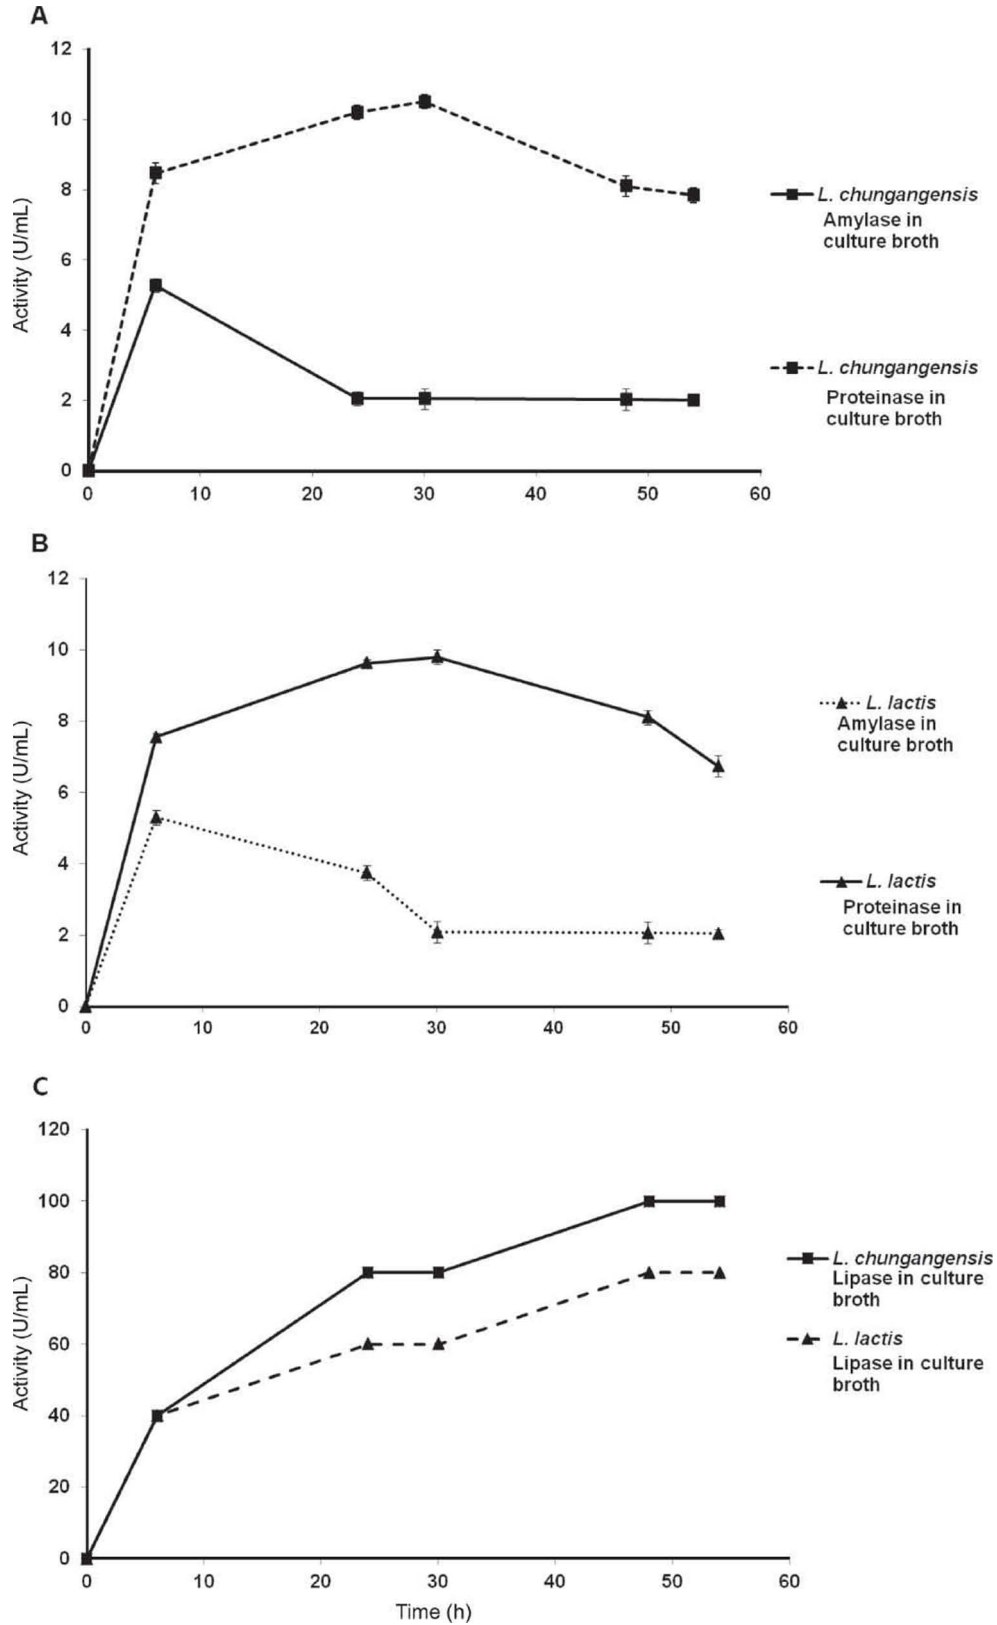 A
12
10
8
6
4
2
0
Activity (U/mL)
0 10 20 30 40 50 60
L. chungangensis
Amylase in
culture broth
L. chungangensis
Proteinase in
culture broth
B
12
10
8
6
4
2
0
Activity (U/mL)
0 10 20 30 40 50 60
L. lactis
Amylase in
culture broth
L. lactis
Proteinase in
culture broth
C
120
100
80
60
40
20
0
Activity (U/mL)
0 10 20 30 40 50 60
Time (h)
L. chungangensis
Lipase in culture
broth
L. lactis
Lipase in culture
broth